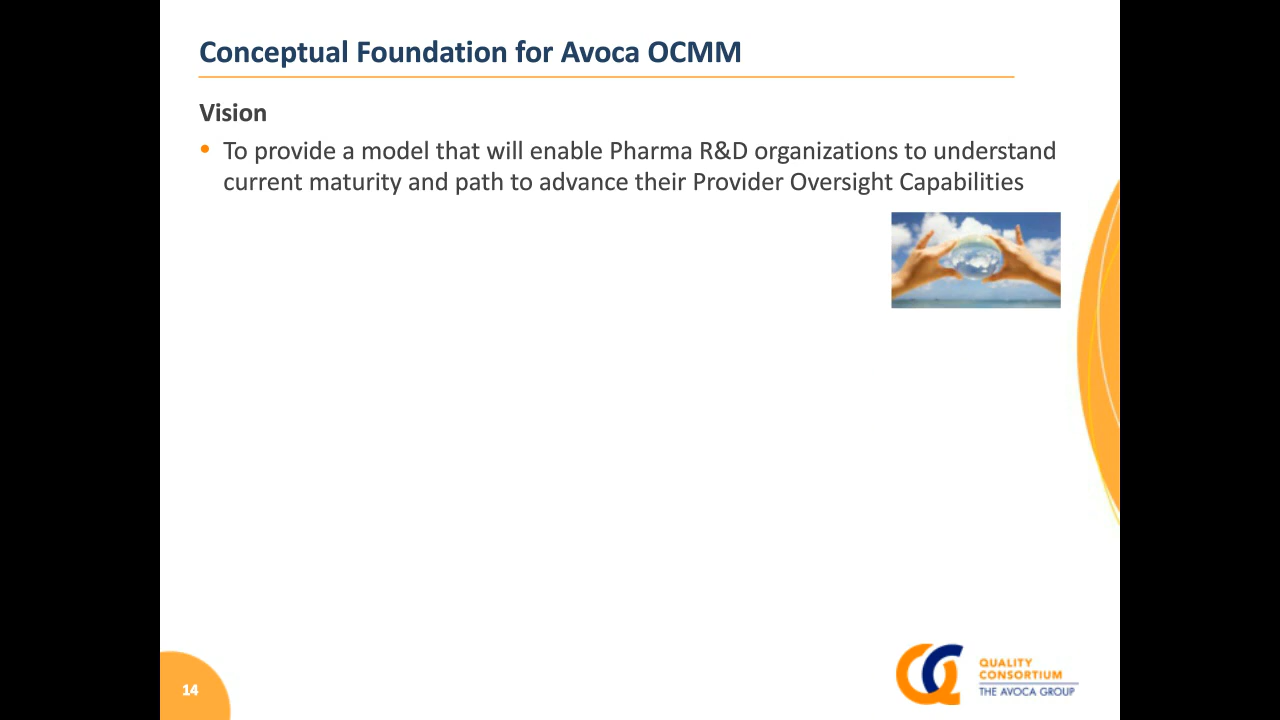 Conceptual Foundation for Avoca OCMM
Vision
• To provide a model that will enable Pharma R&D organizations to understand
current maturity and path to advance their Provider Oversight Capabilities
14
QUALITY
CONSORTIUM
THE AVOCA GROUP